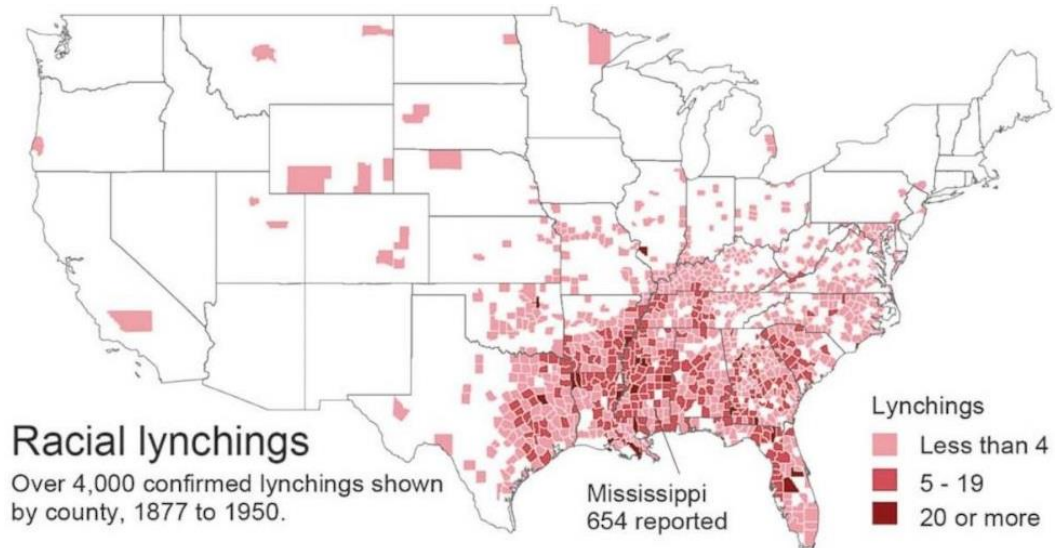 Racial lynchings
Over 4,000 confirmed lynchings shown
by county, 1877 to 1950.
Mississippi
654 reported
Lynchings
Less than 4
5 - 19
20 or more